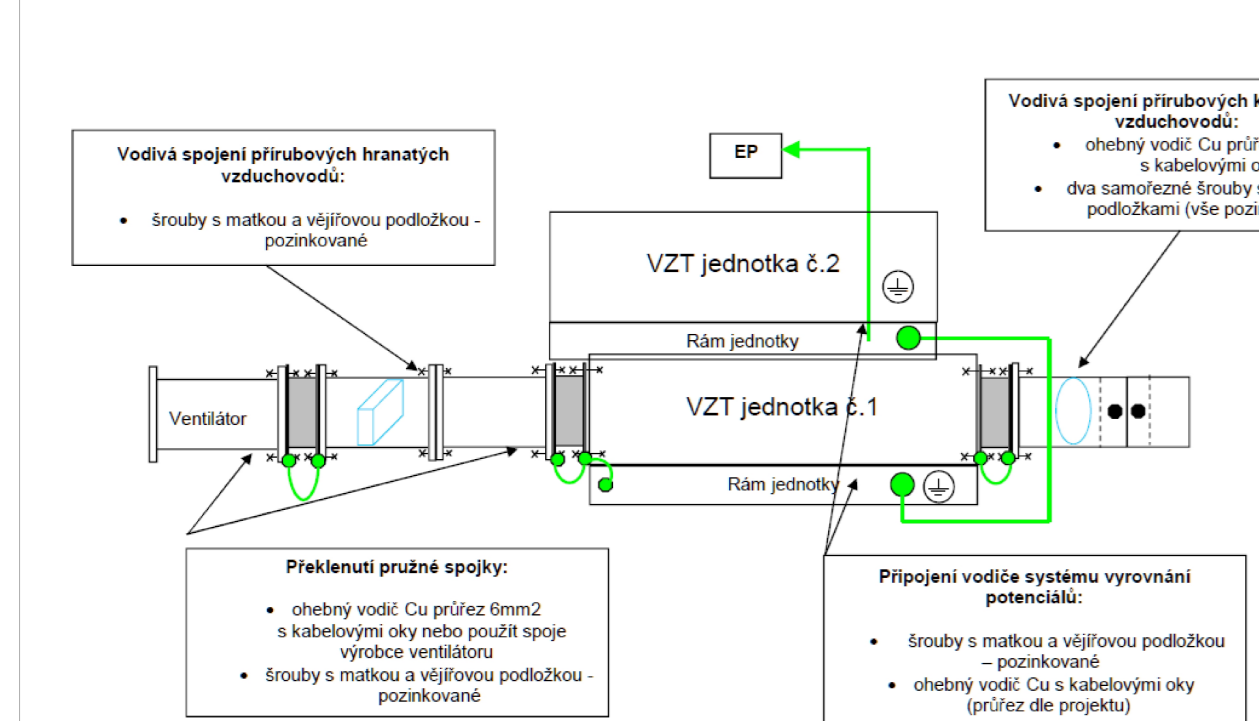 Vodivá spojení přírubových hranatých
vzduchovodů:
• šrouby s matkou a vějířovou podložkou -
pozinkované
EP
Vodivá spojení přírubových
vzduchovodů:
• ohebný vodič Cu
s kabelovými
• dva samořezné šrouby
podložkami (vše
VZT jednotka č.2
Rám jednotky
Ventilátor
VZT jednotka č.1
Rám jednotky
Překlenutí pružné spojky:
• ohebný vodič Cu průřez 6mm2
s kabelovými oky nebo použít spoje
výrobce ventilátoru
• šrouby s matkou a vějířovou podložkou -
pozinkované
Připojení vodiče systému vyrovnání
potenciálů:
• šrouby s matkou a vějířovou podložkou
– pozinkované
• ohebný vodič Cu s kabelovými oky
(průřez dle projektu)